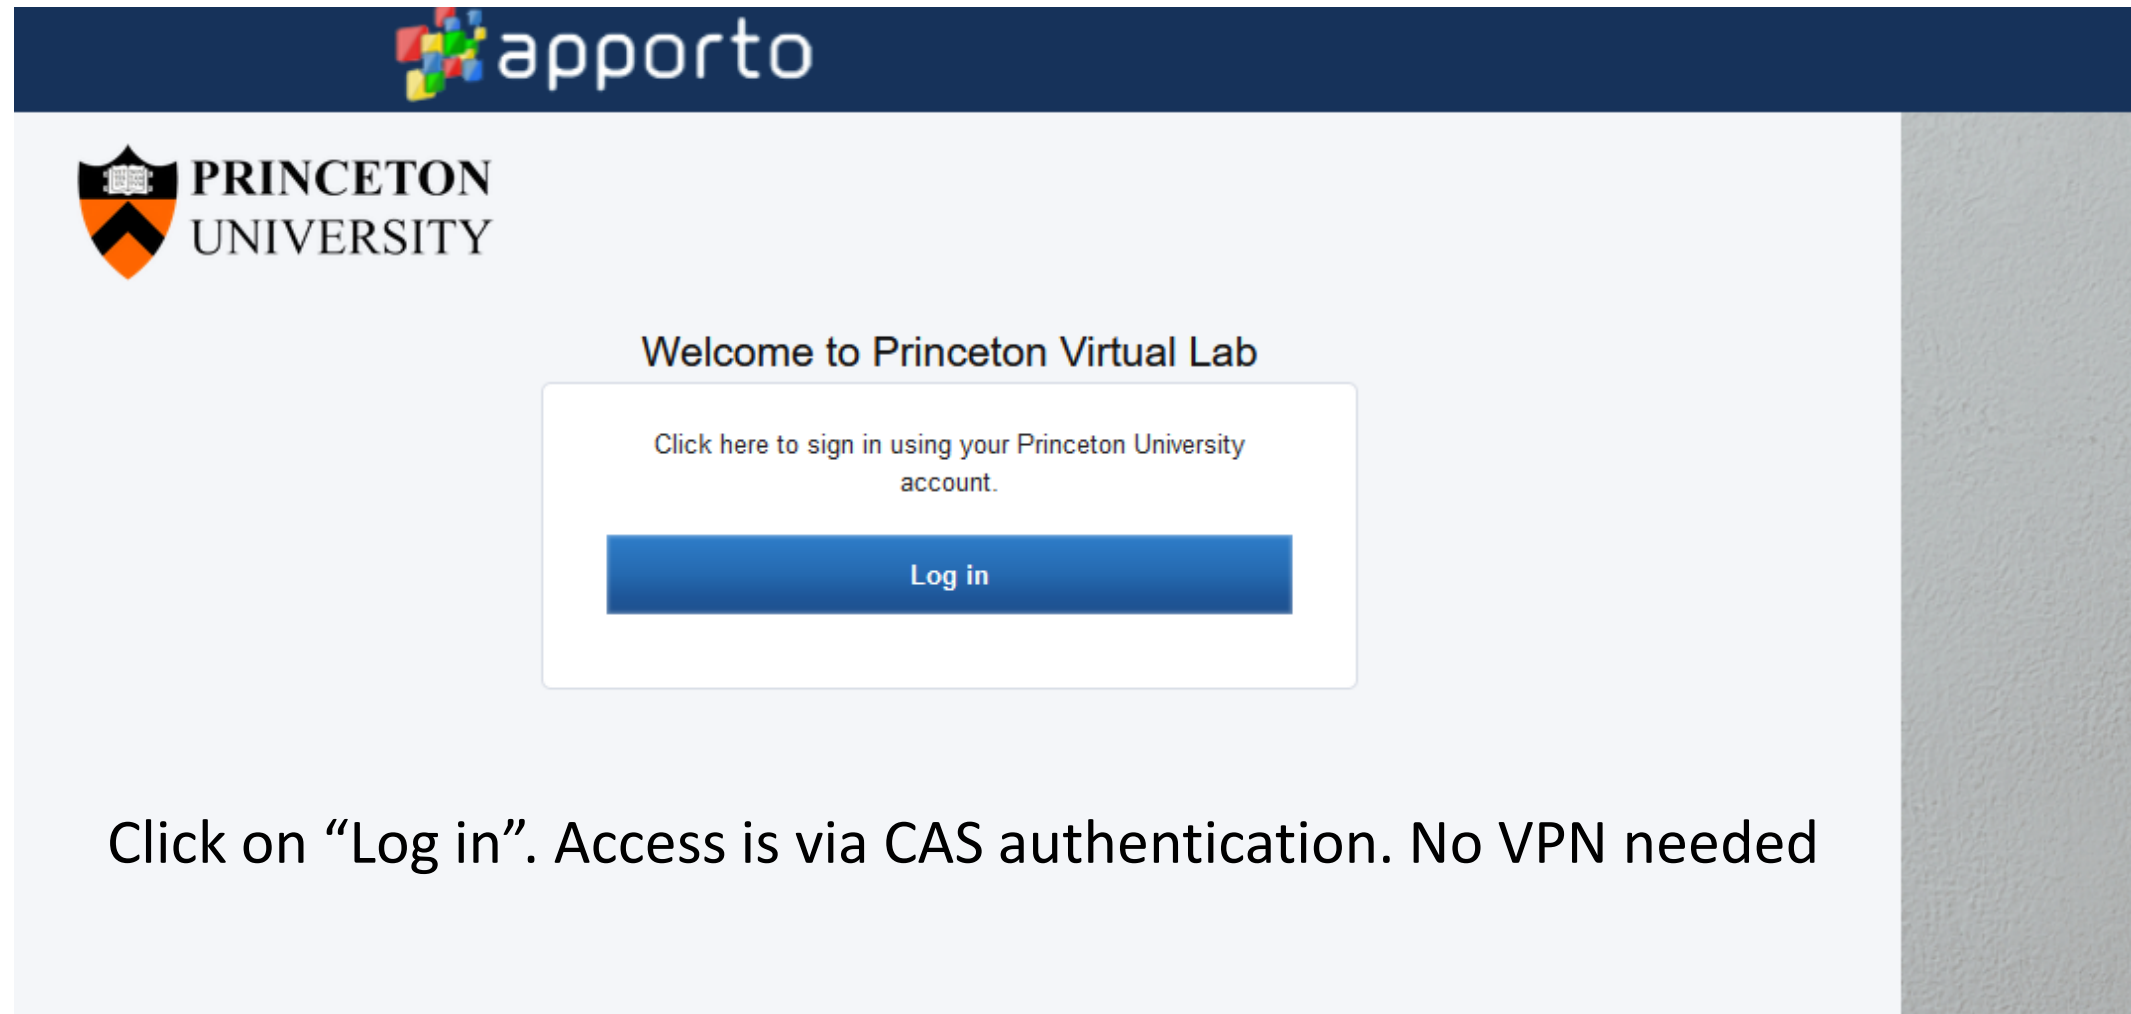 apporto
PRINCETON
UNIVERSITY
Welcome to Princeton Virtual Lab
Click here to sign in using your Princeton University
account.
Log in
Click on “Log in”. Access is via CAS authentication. No VPN needed